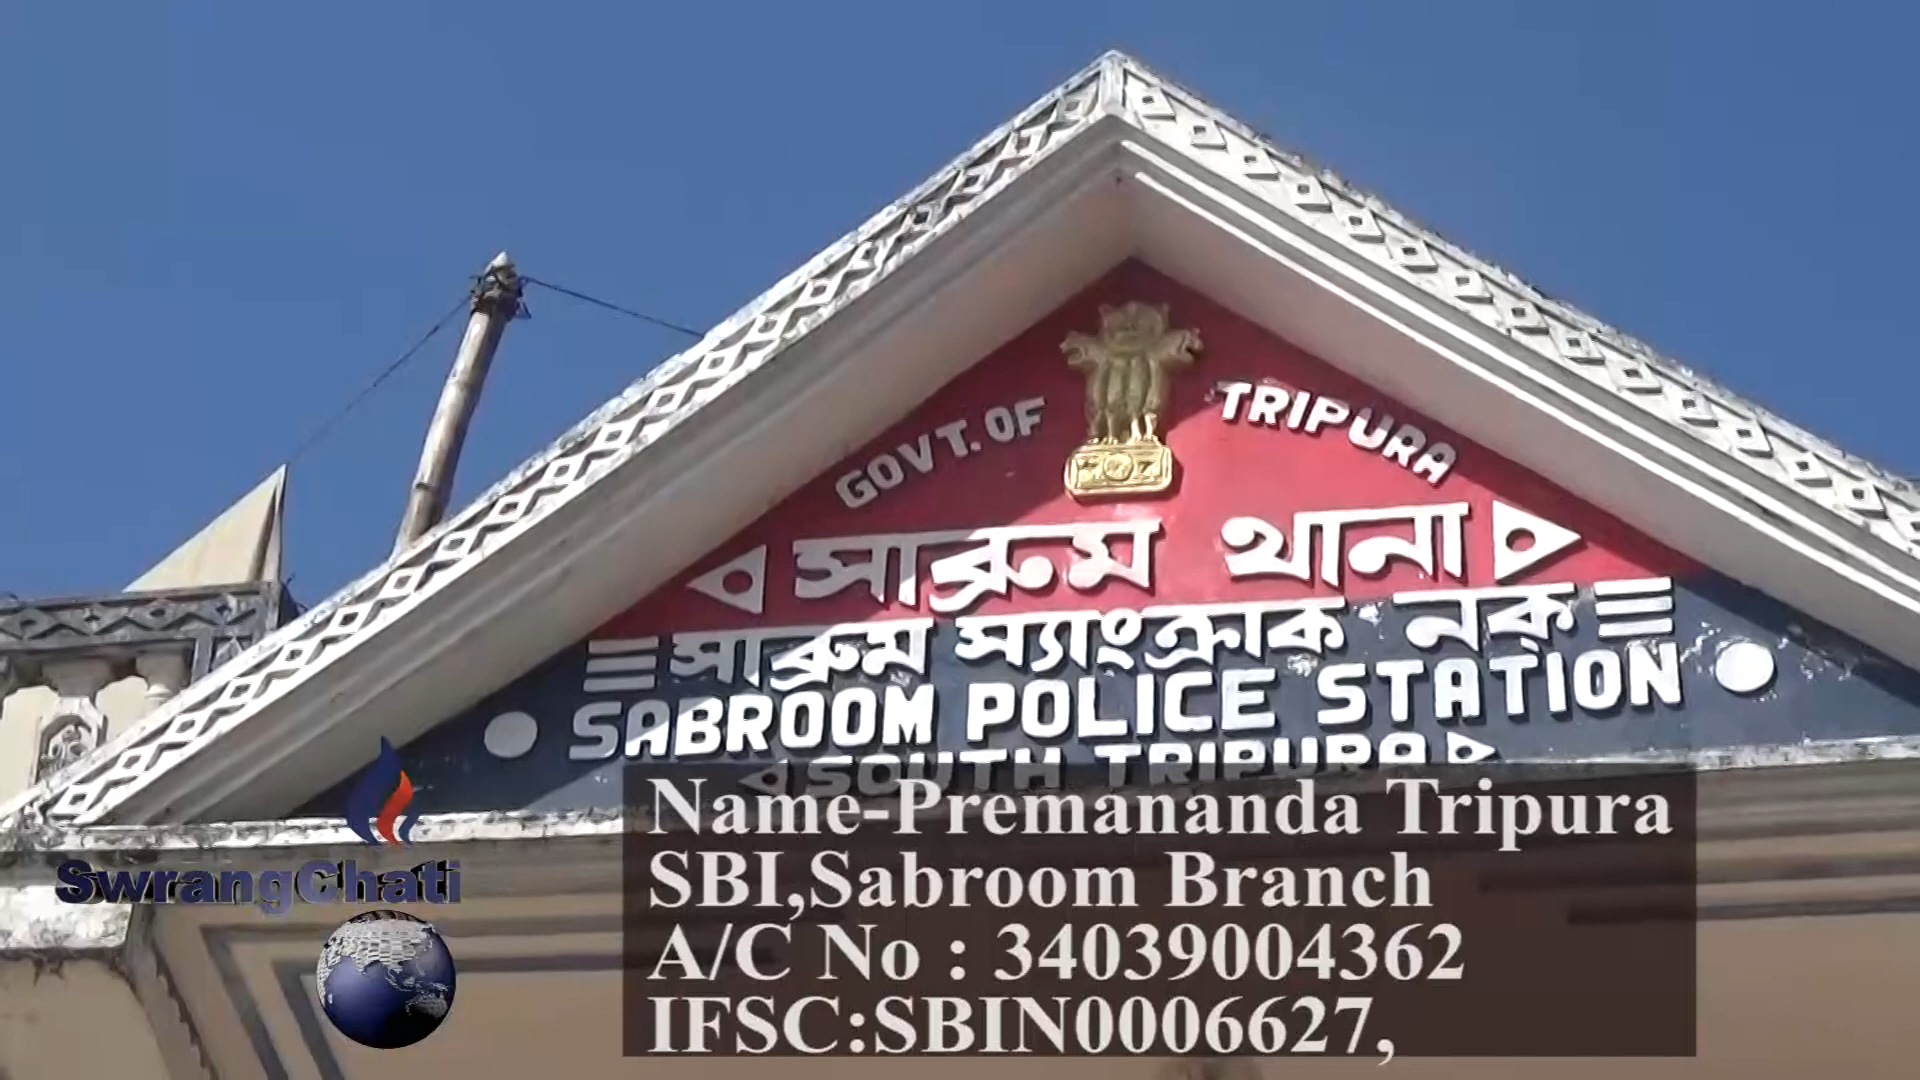 GOVT. OF TRIPURA
সাব্রুম থানা
সাব্রুম স্যাংক্রাক নক্
SABROOM POLICE STATION
SOUTH TRIPURA
Name-Premananda Tripura
SBI,Sabroom Branch
A/C No : 34039004362
IFSC:SBIN0006627,
SwrangChati